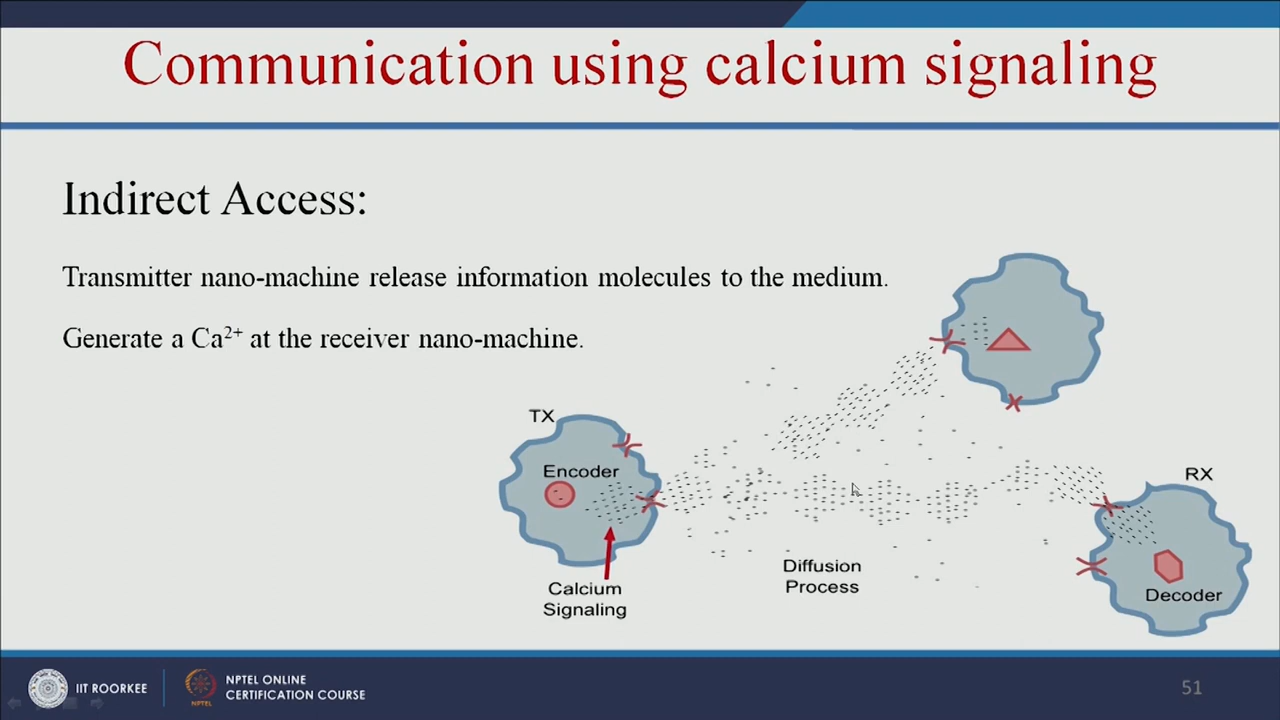 Communication using calcium signaling
Indirect Access:
Transmitter nano-machine release information molecules to the medium.
Generate a Ca²⁺ at the receiver nano-machine.
TX
Encoder
Calcium
Signaling
Diffusion
Process
RX
Decoder
IIT ROORKEE
NPTEL
NPTEL ONLINE
CERTIFICATION COURSE
51